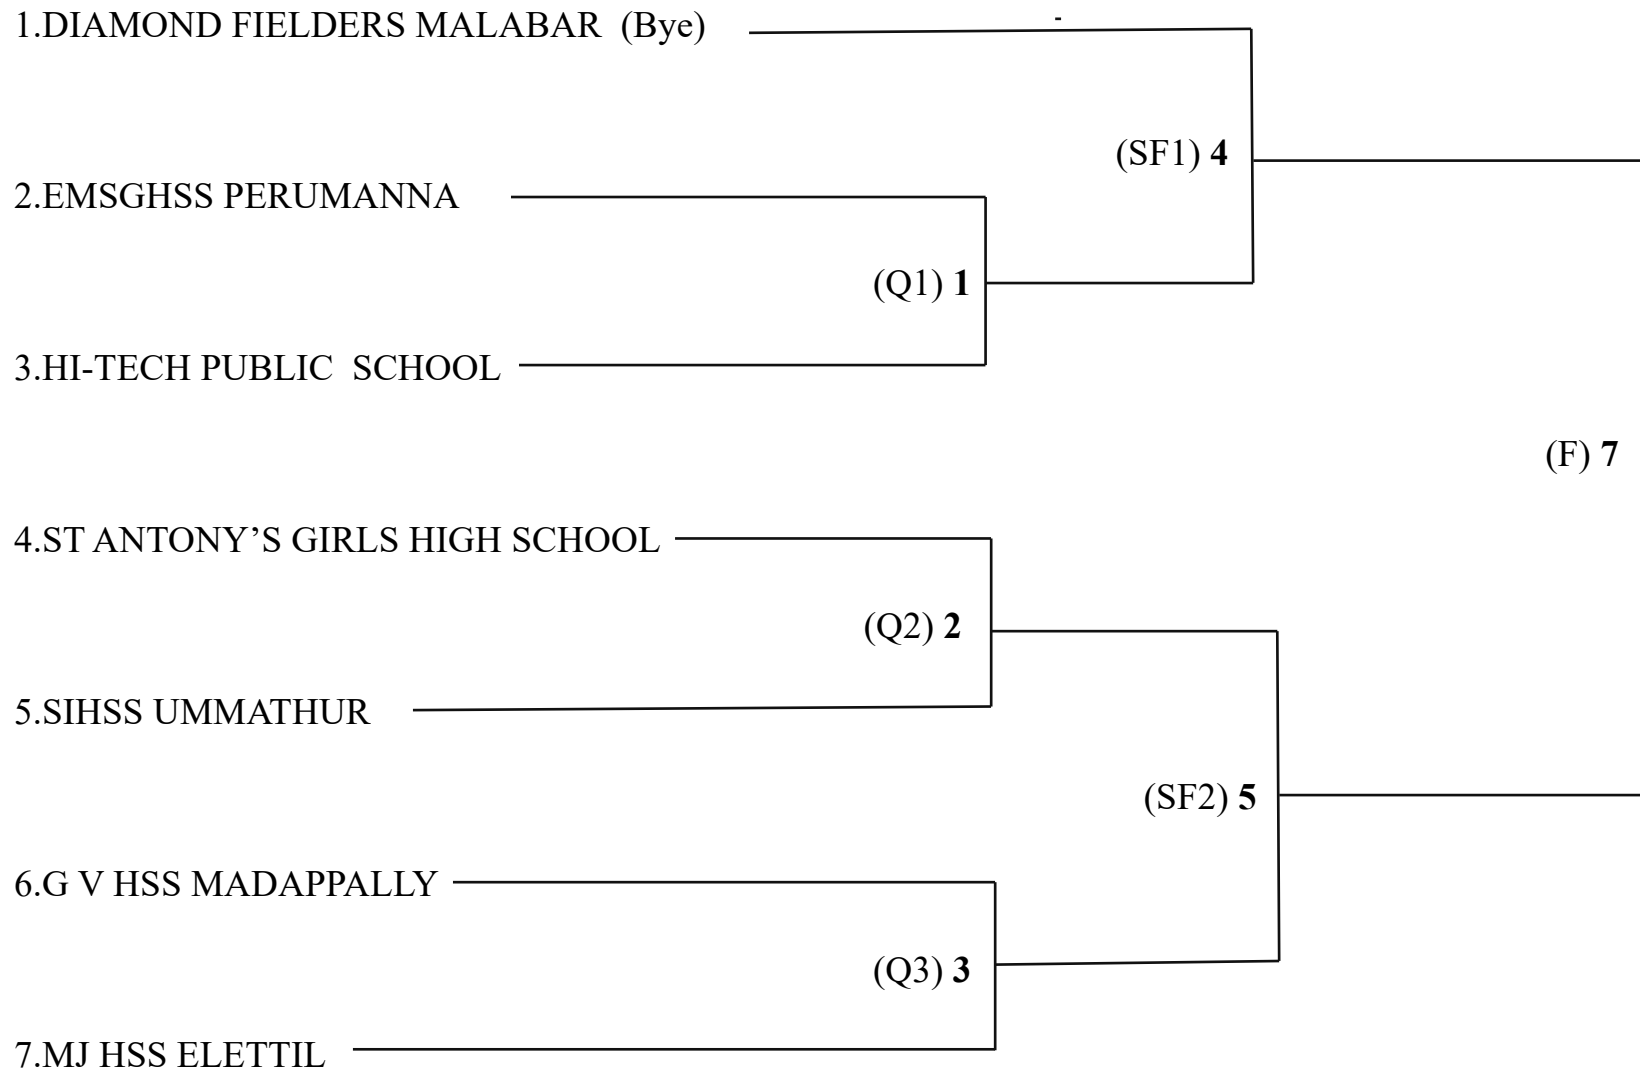 1.DIAMOND FIELDERS MALABAR (Bye)
(SF1) 4
2.EMSGHSS PERUMANNA
(Q1) 1
3.HI-TECH PUBLIC SCHOOL
(F) 7
4.ST ANTONY’S GIRLS HIGH SCHOOL
(Q2) 2
5.SIHSS UMMATHUR
(SF2) 5
6.G V HSS MADAPPALLY
(Q3) 3
7.MJ HSS ELETTIL